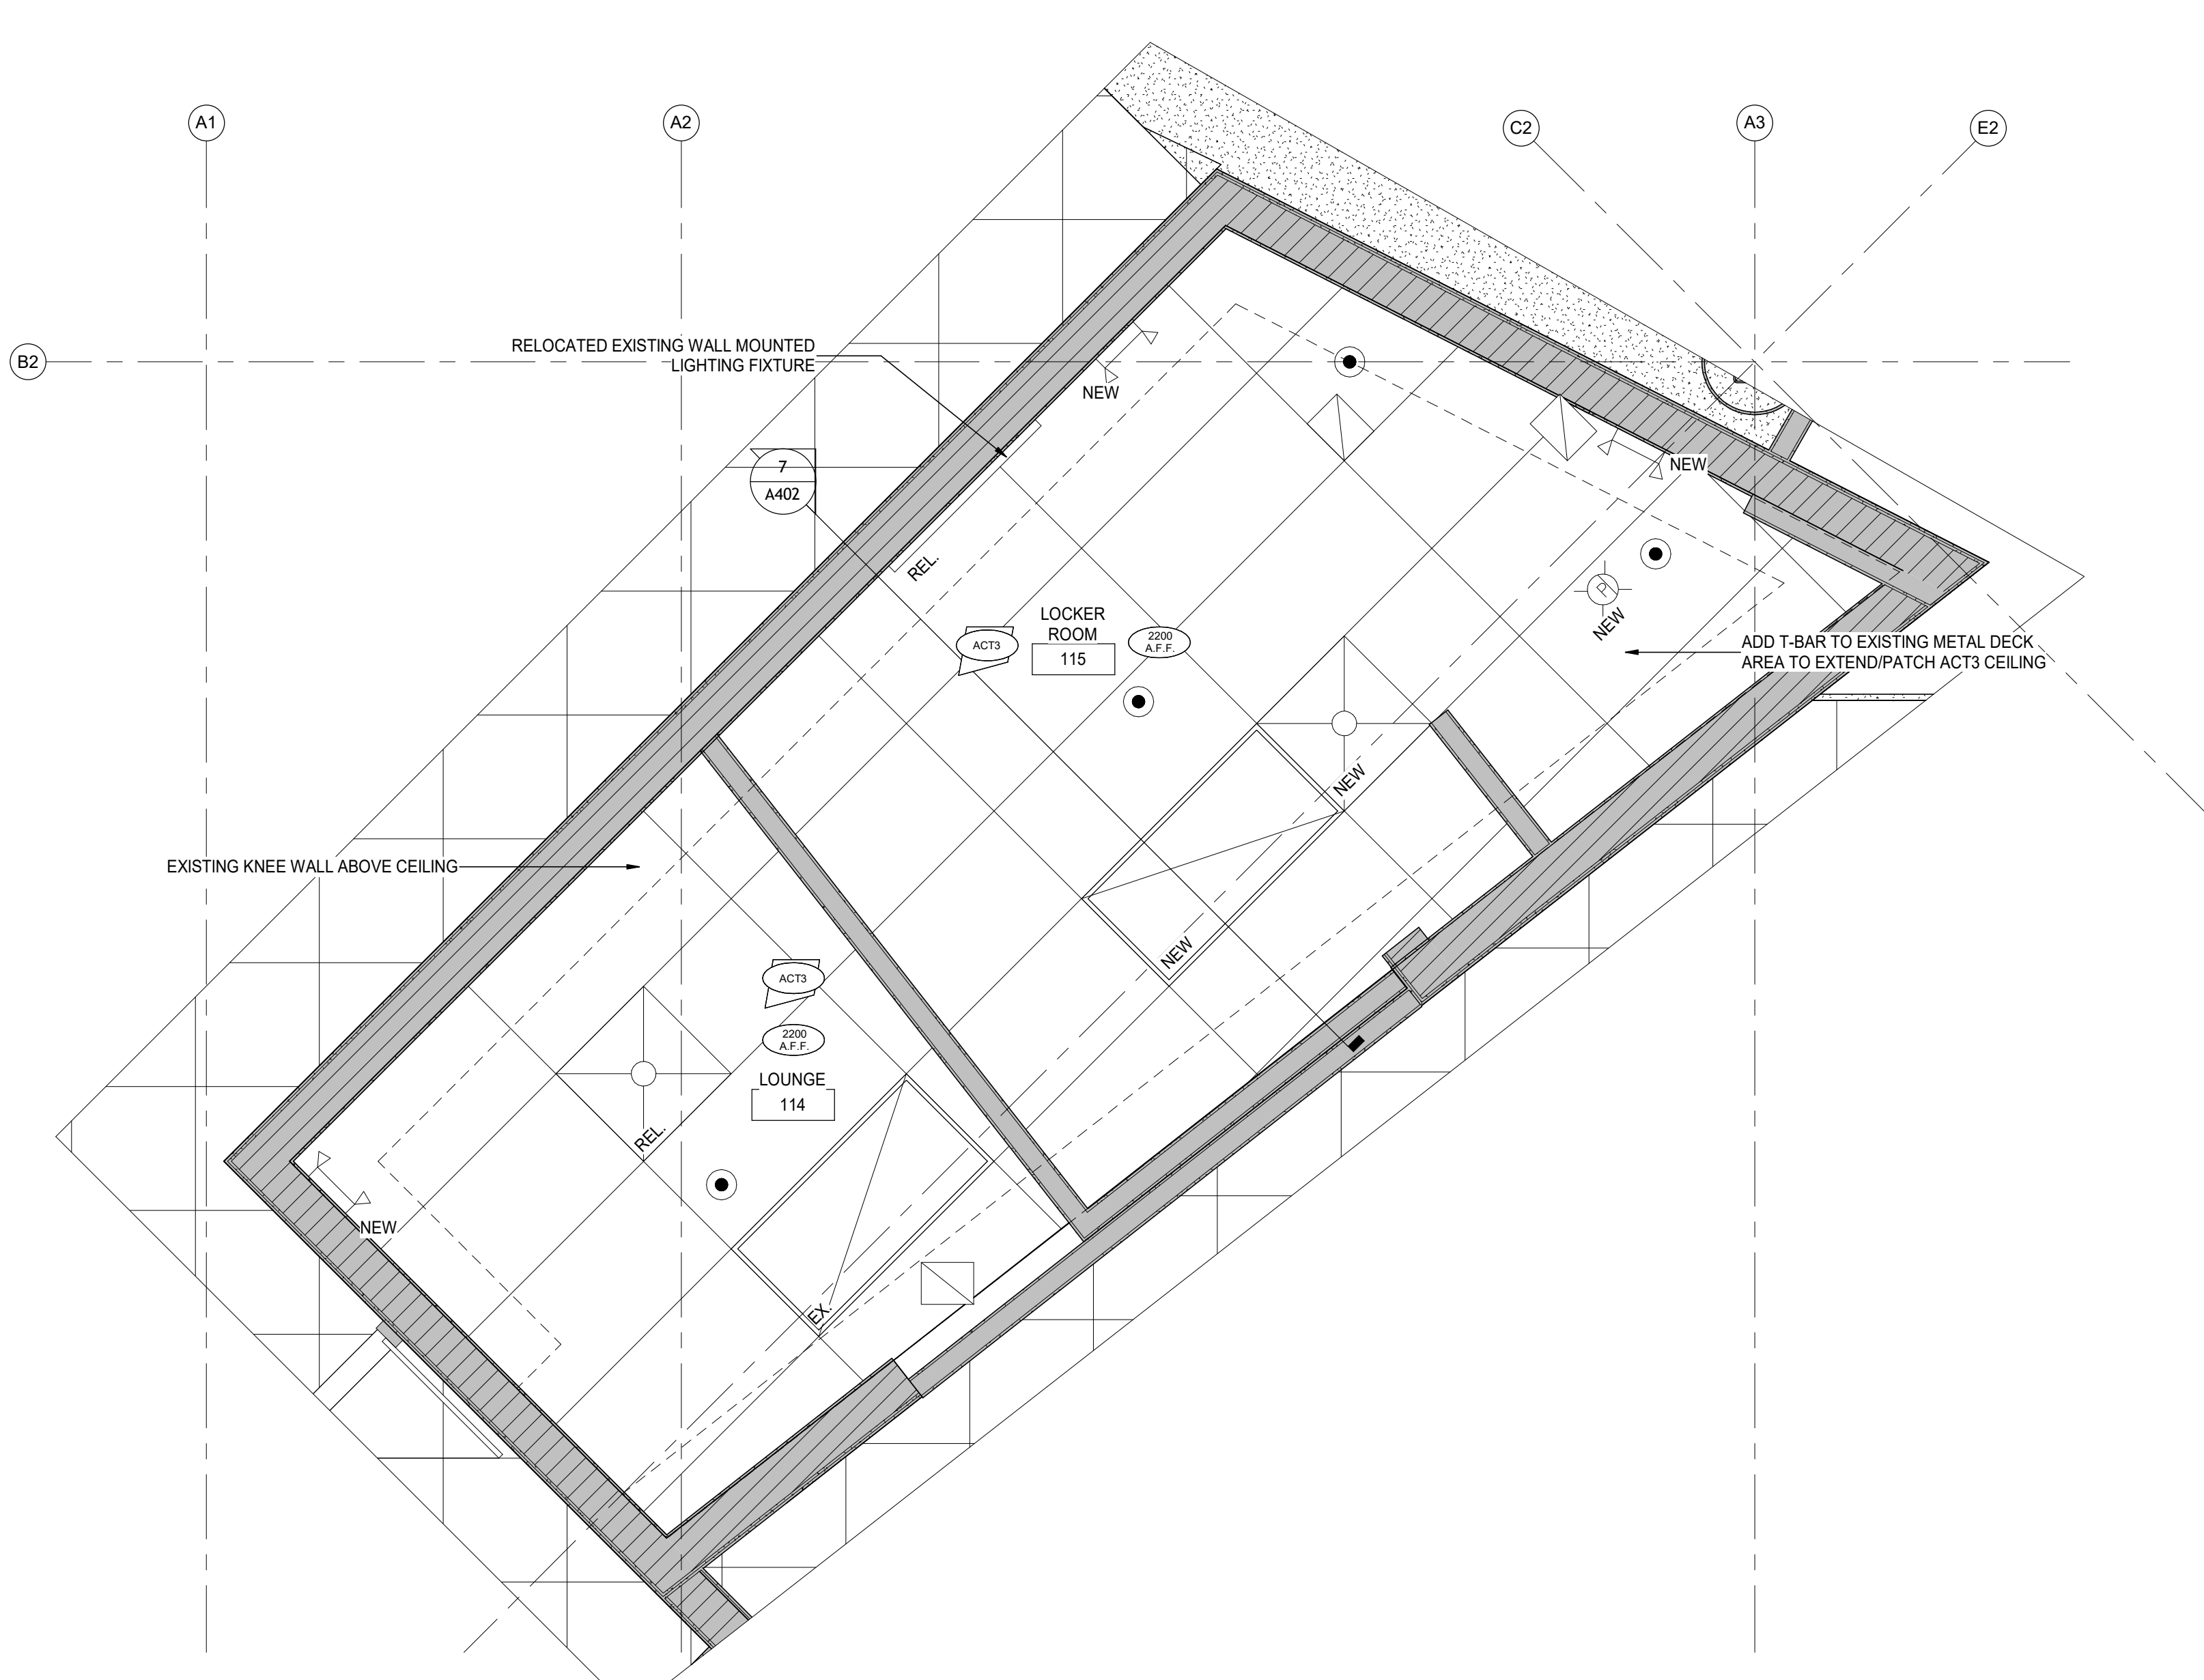 A1
A2
C2
A3
E2
B2
RELOCATED EXISTING WALL MOUNTED
LIGHTING FIXTURE
NEW
NEW
7
A402
REL.
LOCKER
ROOM
115
ACT3
2200
A.F.F.
P
NEW
ADD T-BAR TO EXISTING METAL DECK
AREA TO EXTEND/PATCH ACT3 CEILING
NEW
EXISTING KNEE WALL ABOVE CEILING
NEW
ACT3
2200
A.F.F.
LOUNGE
114
REL.
NEW
EX.